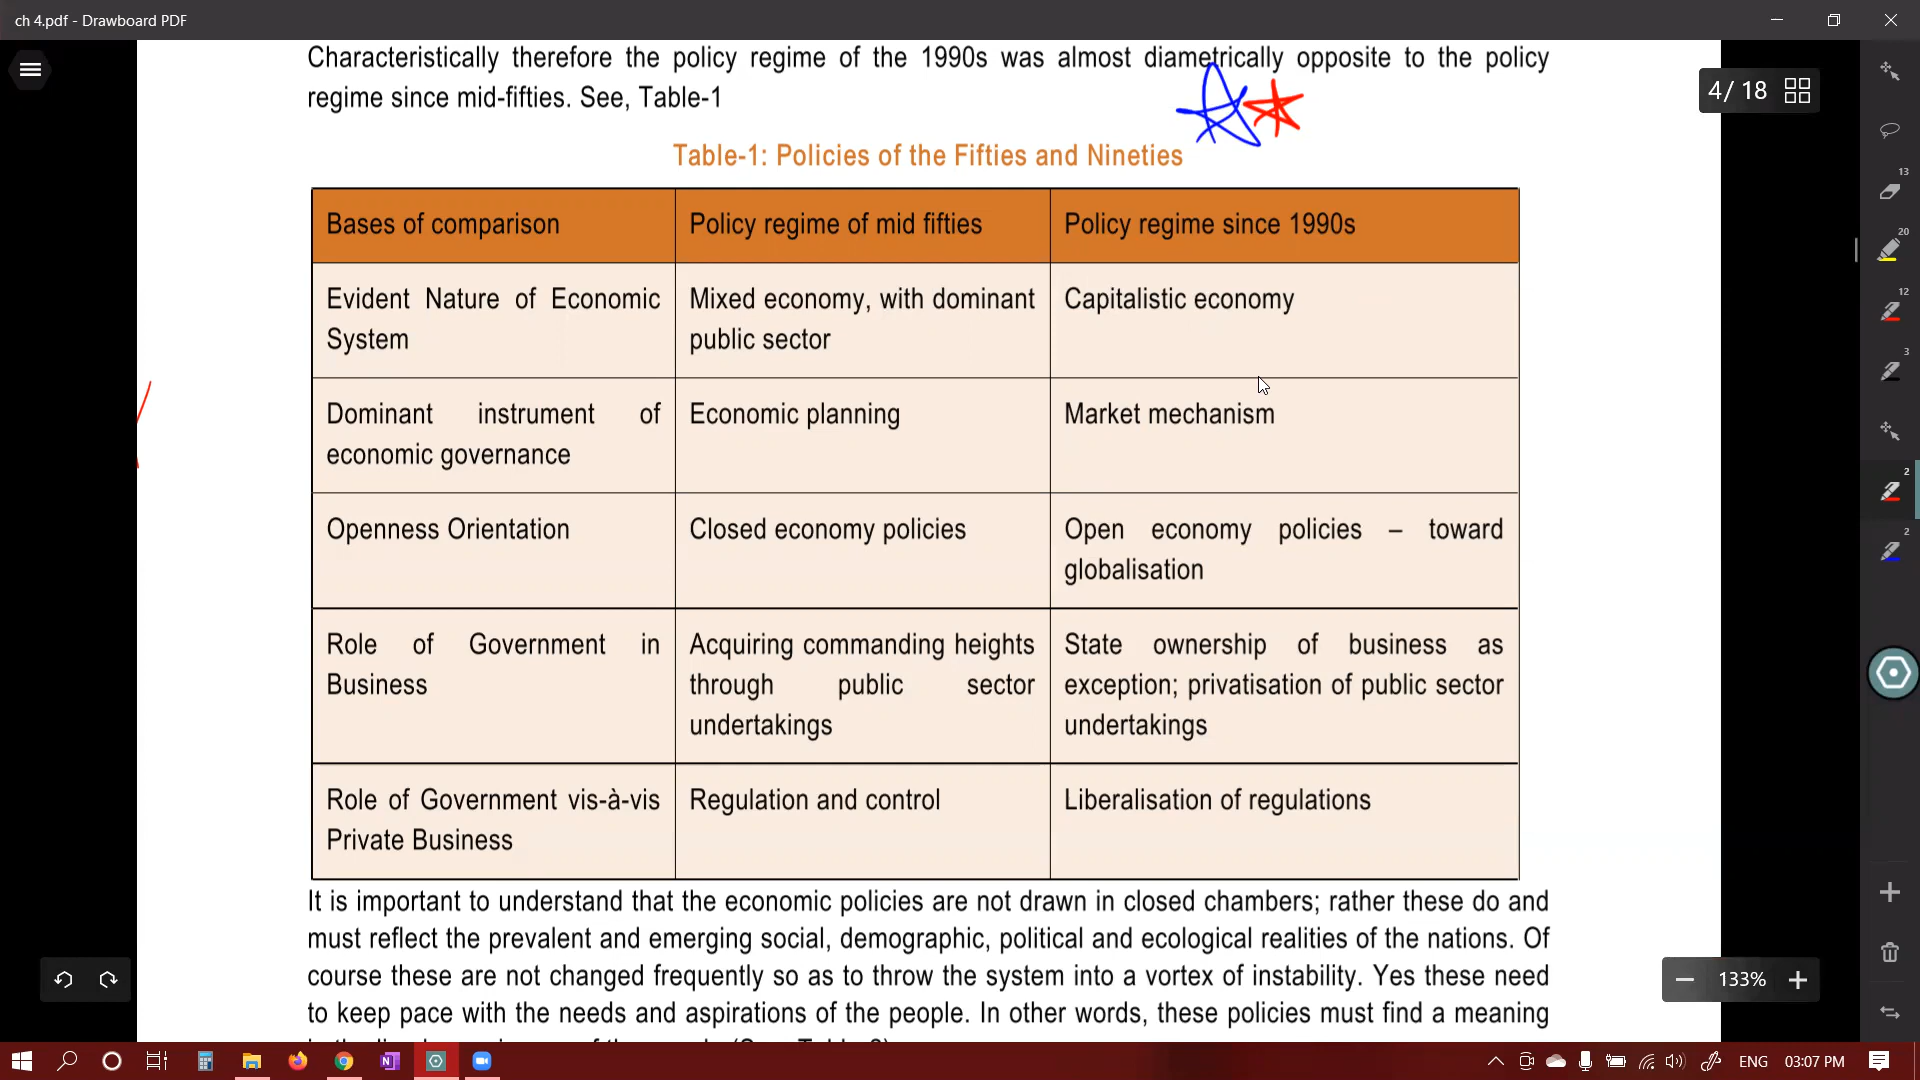 ch 4.pdf - Drawboard PDF
Characteristically therefore the policy regime of the 1990s was almost diametrically opposite to the policy
regime since mid-fifties. See, Table-1
4/ 18
Table-1: Policies of the Fifties and Nineties
Bases of comparison
Policy regime of mid fifties
Policy regime since 1990s
Evident Nature of Economic
System
Mixed economy, with dominant
public sector
Capitalistic economy
Dominant instrument of
economic governance
Economic planning
Market mechanism
Openness Orientation
Closed economy policies
Open economy policies – toward
globalisation
Role of Government in
Business
Acquiring commanding heights
through public sector
undertakings
State ownership of business as
exception; privatisation of public sector
undertakings
Role of Government vis-à-vis
Private Business
Regulation and control
Liberalisation of regulations
It is important to understand that the economic policies are not drawn in closed chambers; rather these do and
must reflect the prevalent and emerging social, demographic, political and ecological realities of the nations. Of
course these are not changed frequently so as to throw the system into a vortex of instability. Yes these need
to keep pace with the needs and aspirations of the people. In other words, these policies must find a meaning
13
20
12
3
2
2
133%
ENG
03:07 PM